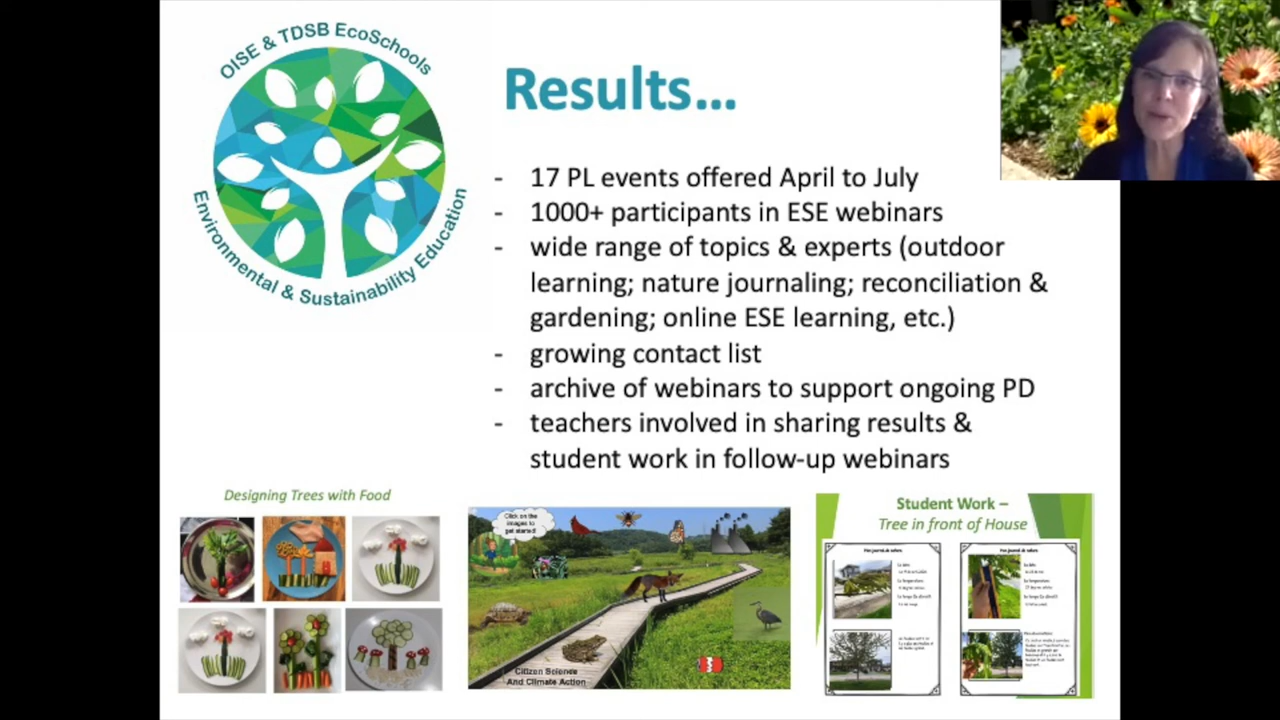 OISE & TDSB EcoSchools
Environmental & Sustainability Education
Results...
- 17 PL events offered April to July
- 1000+ participants in ESE webinars
- wide range of topics & experts (outdoor
learning; nature journaling; reconciliation &
gardening; online ESE learning, etc.)
- growing contact list
- archive of webinars to support ongoing PD
- teachers involved in sharing results &
student work in follow-up webinars
Designing Trees with Food
Click on the
images to
get started!
Citizen Science
And Climate Action
Student Work –
Tree in front of House